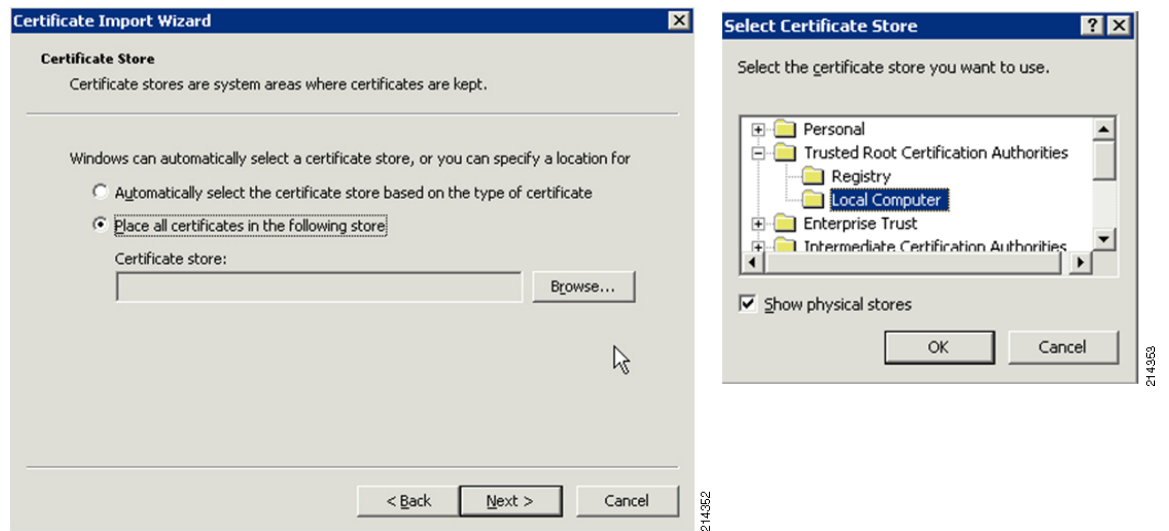 Certificate Import Wizard
Certificate Store
Certificate stores are system areas where certificates are kept.
Windows can automatically select a certificate store, or you can specify a location for
Automatically select the certificate store based on the type of certificate
Place all certificates in the following store
Certificate store:
Browse...
< Back
Next >
Cancel
214352
Select Certificate Store
Select the certificate store you want to use.
Personal
Trusted Root Certification Authorities
Registry
Local Computer
Enterprise Trust
Intermediate Certification Authorities
Show physical stores
OK
Cancel
214353